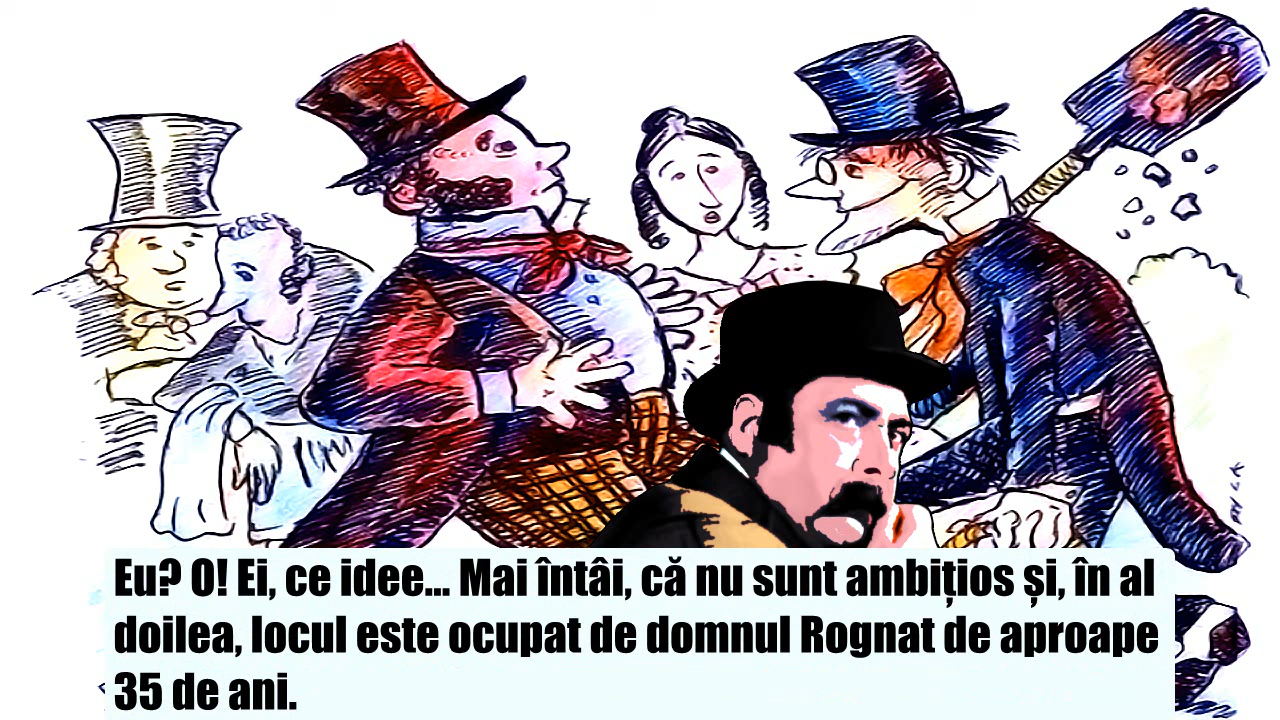 Eu? O! Ei, ce idee... Mai întâi, că nu sunt ambițios și, în al
doilea, locul este ocupat de domnul Rognat de aproape
35 de ani.